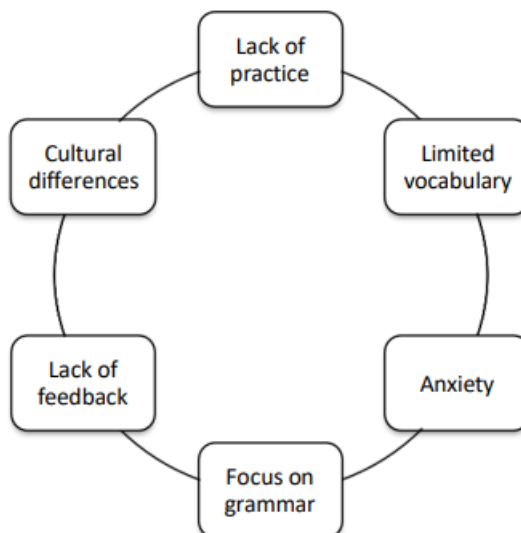 Lack of
practice
Limited
vocabulary
Anxiety
Focus on
grammar
Lack of
feedback
Cultural
differences